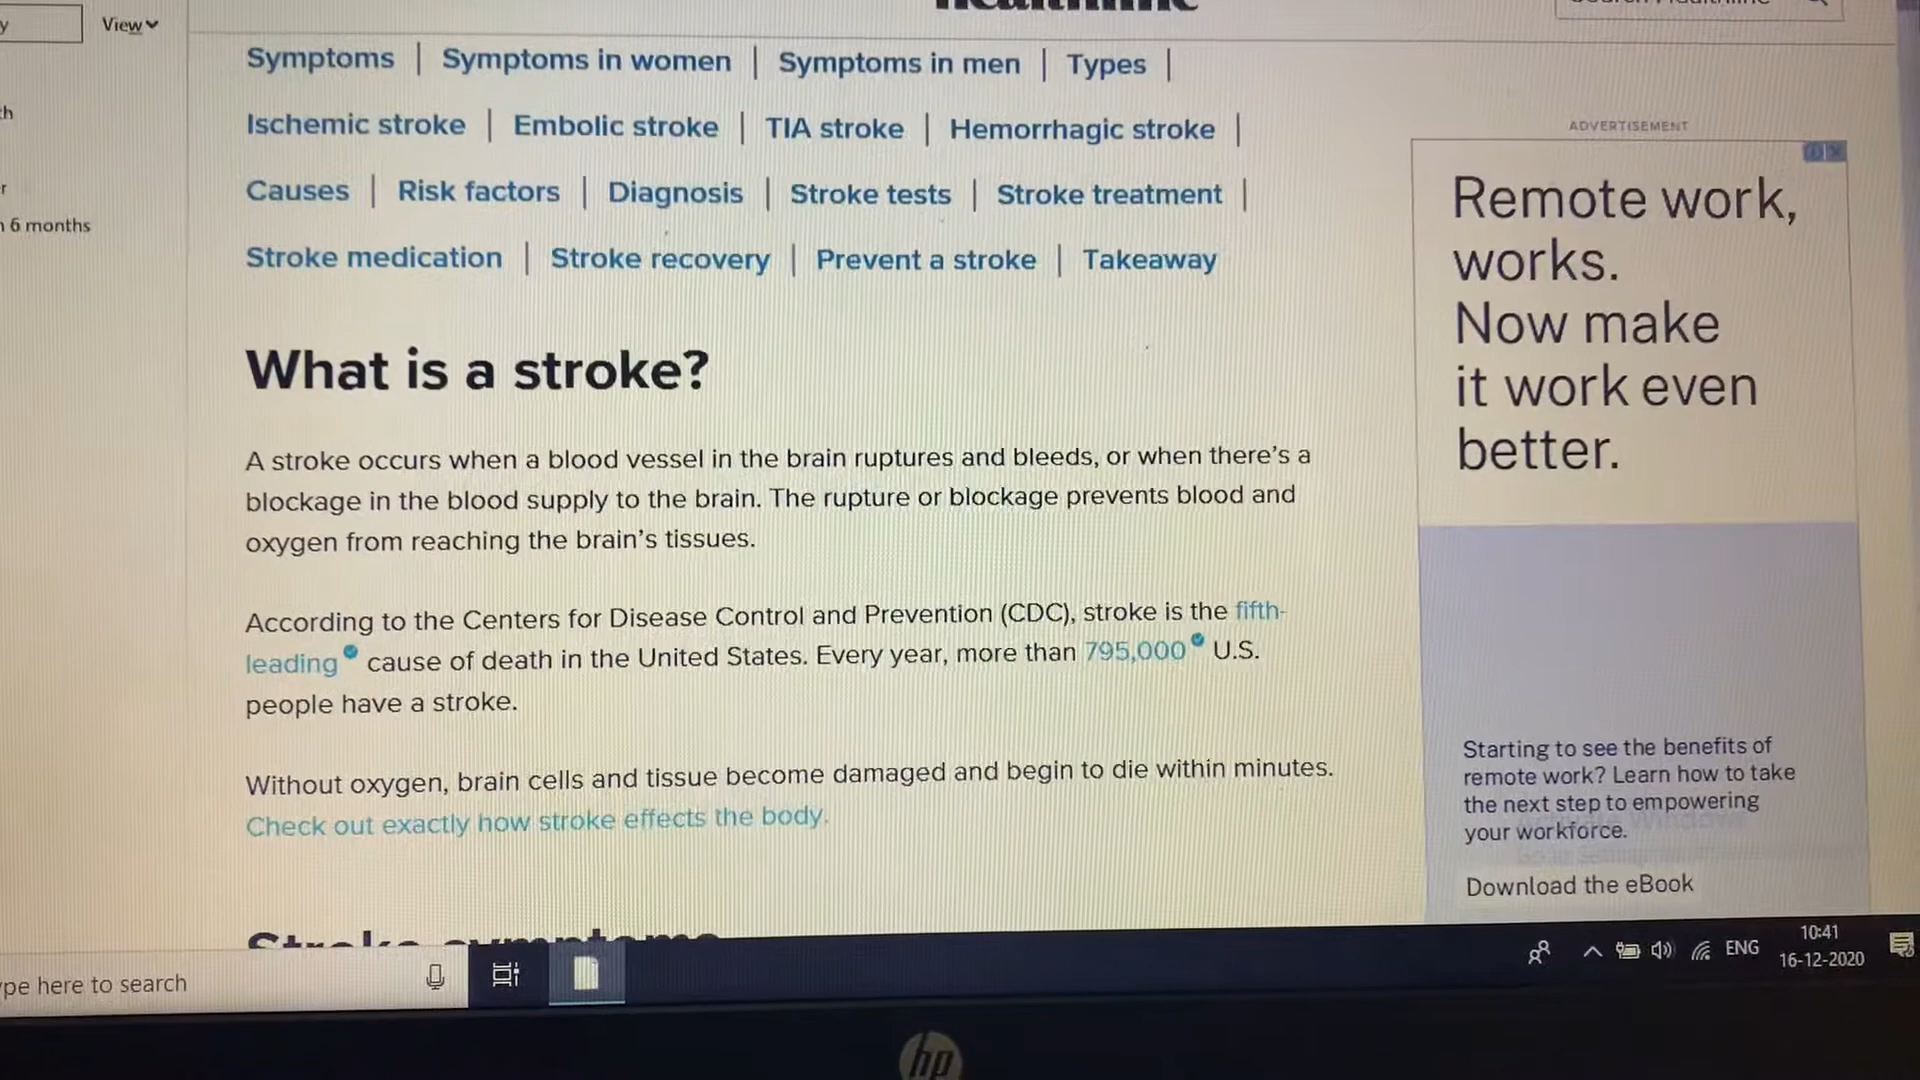 View
Symptoms | Symptoms in women | Symptoms in men | Types |
Ischemic stroke | Embolic stroke | TIA stroke | Hemorrhagic stroke |
Causes | Risk factors | Diagnosis | Stroke tests | Stroke treatment |
6 months
Stroke medication | Stroke recovery | Prevent a stroke | Takeaway
What is a stroke?
A stroke occurs when a blood vessel in the brain ruptures and bleeds, or when there's a
blockage in the blood supply to the brain. The rupture or blockage prevents blood and
oxygen from reaching the brain's tissues.
According to the Centers for Disease Control and Prevention (CDC), stroke is the fifth-
leading cause of death in the United States. Every year, more than 795,000 U.S.
people have a stroke.
Without oxygen, brain cells and tissue become damaged and begin to die within minutes.
Check out exactly how stroke effects the body.
Stroke symptoms
ADVERTISEMENT
Remote work,
works.
Now make
it work even
better.
Starting to see the benefits of
remote work? Learn how to take
the next step to empowering
your workforce.
Download the eBook
pe here to search
ENG
10:41
16-12-2020
hp